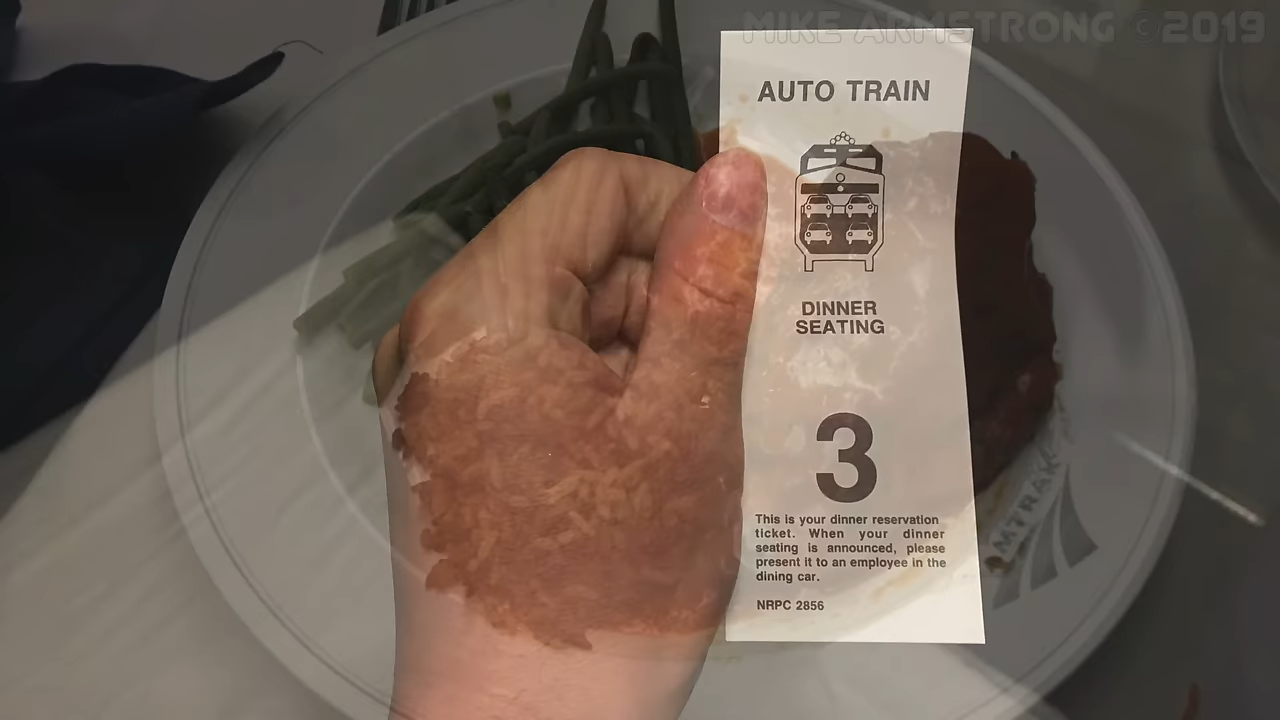 MIKE ARMSTRONG ©2019
AUTO TRAIN
DINNER
SEATING
3
This is your dinner reservation
ticket. When your dinner
seating is announced, please
present it to an employee in the
dining car.
NRPC 2856
MTRAK